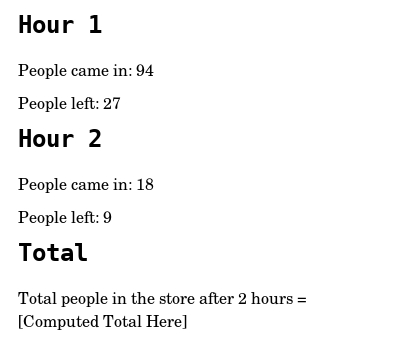 Hour 1
People came in: 94
People left: 27
Hour 2
People came in: 18
People left: 9
Total
Total people in the store after 2 hours =
[Computed Total Here]